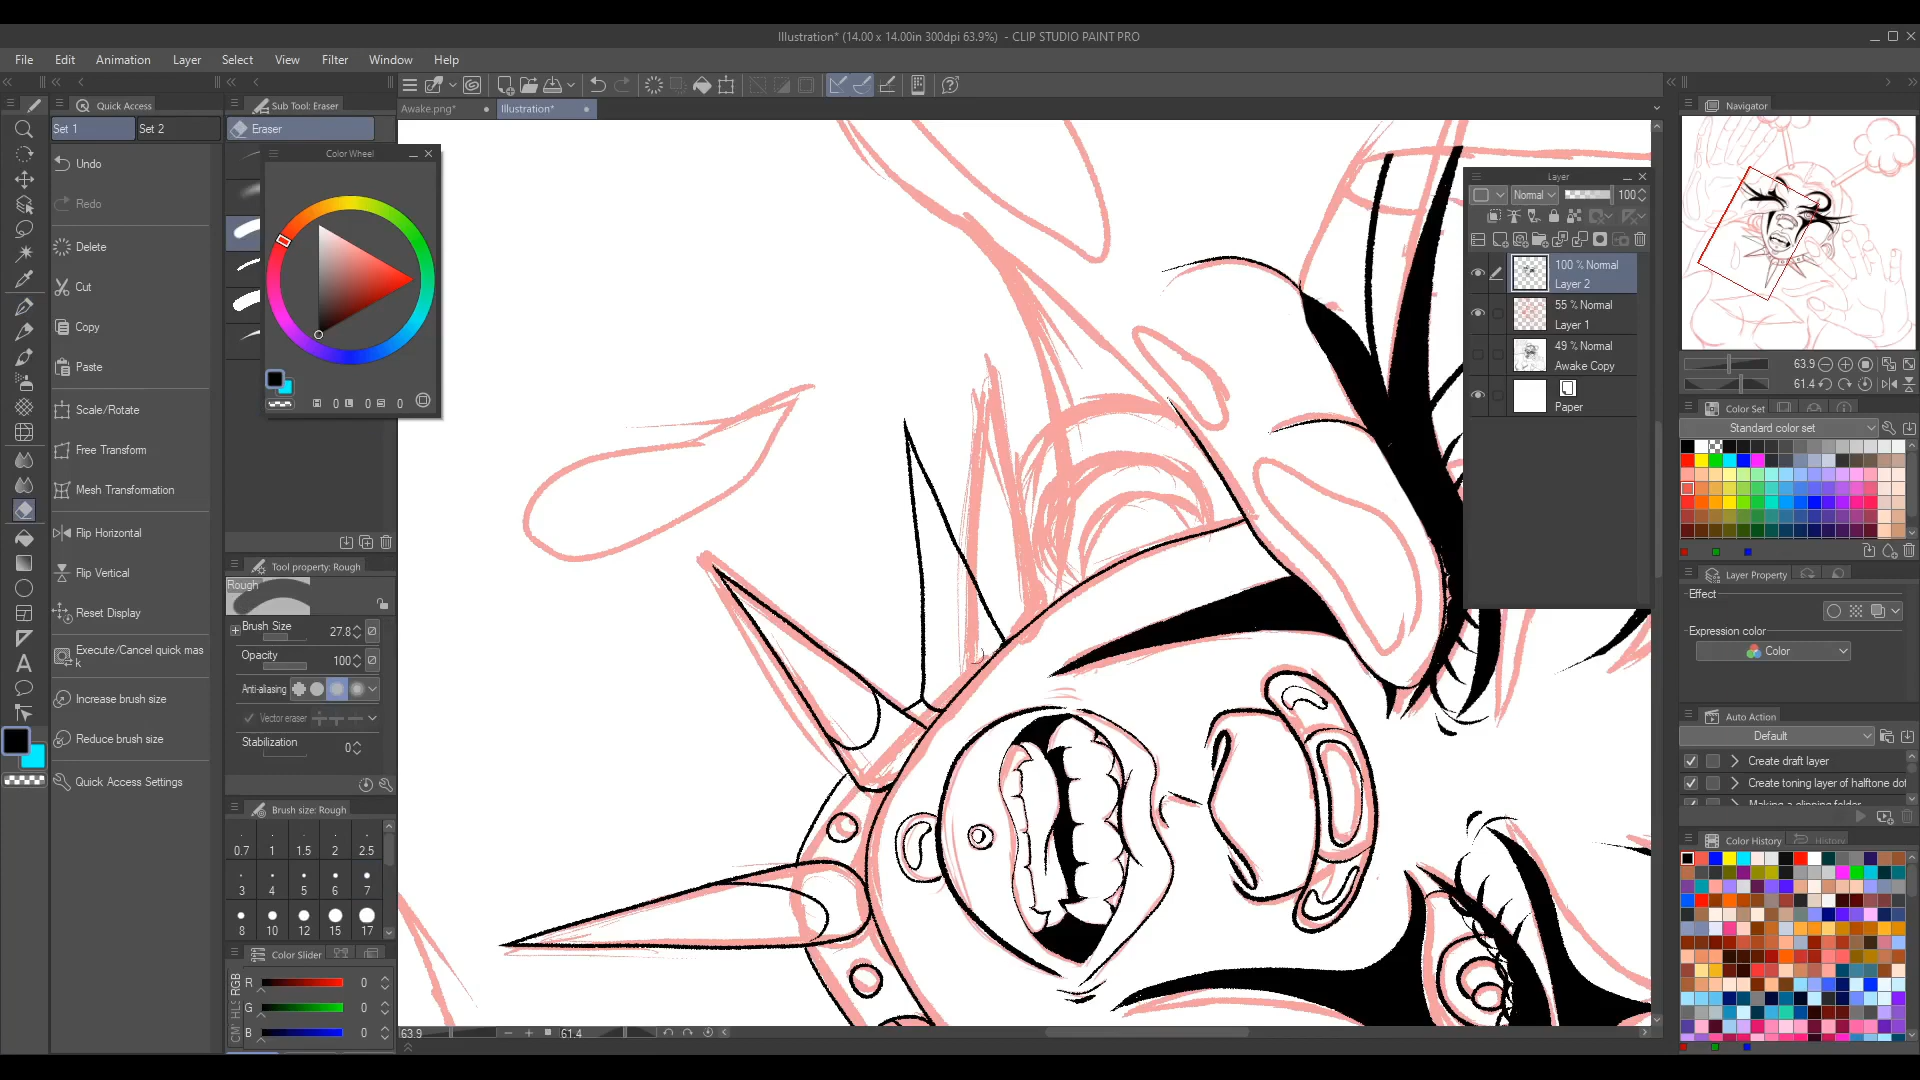 Illustration* (14.00 x 14.00in 300dpi 63.9%) - CLIP STUDIO PAINT PRO
File Edit Animation Layer Select View Filter Window Help
Quick Access
Set 1 Set 2
Undo
Redo
Delete
Cut
Copy
Paste
Scale/Rotate
Free Transform
Mesh Transformation
Flip Horizontal
Flip Vertical
Reset Display
Execute/Cancel quick mas
k
Increase brush size
Reduce brush size
Quick Access Settings
Sub Tool: Eraser
Eraser
Color Wheel
0 0 0
Tool property: Rough
Rough
Brush Size 27.8
Opacity 100
Anti-aliasing
Vector eraser
Stabilization 0
Brush size: Rough
0.7 1 1.5 2 2.5
3 4 5 6 7
8 10 12 15 17
Color Slider
RGB
R 0
G 0
B 0
Awake.png* Illustration*
63.9 61.4
Layer
Normal 100
100 % Normal
Layer 2
55 % Normal
Layer 1
49 % Normal
Awake Copy
Paper
Navigator
63.9
61.4
Color Set
Standard color set
Layer Property
Effect
Expression color
Color
Auto Action
Default
Create draft layer
Create toning layer of halftone dot
Making a clipping folder
Color History History